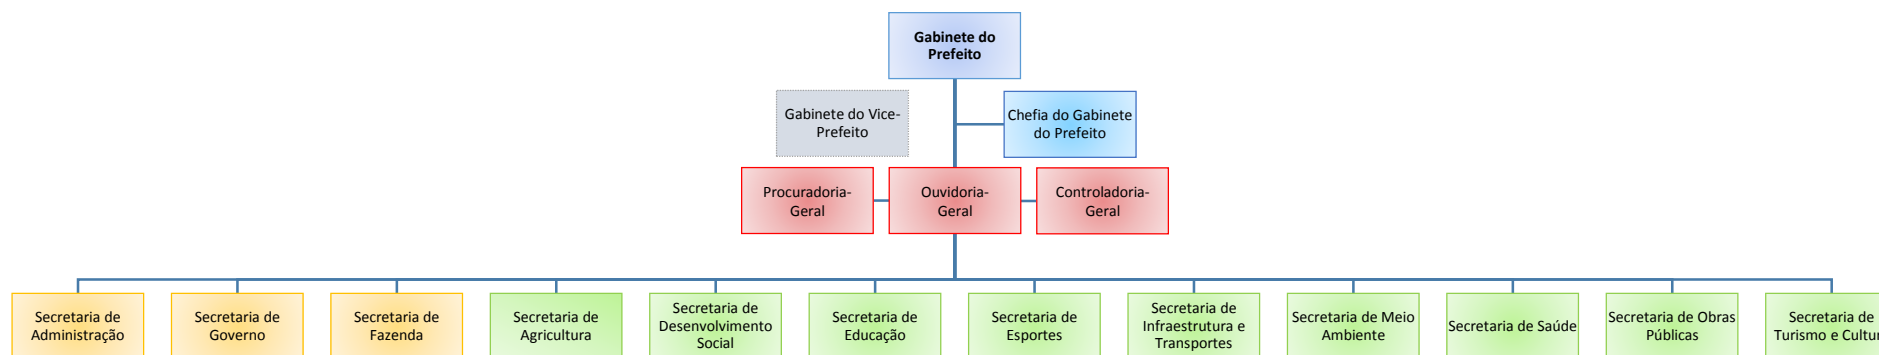 Gabinete do
Prefeito
Gabinete do Vice-
Prefeito
Chefia do Gabinete
do Prefeito
Procuradoria-
Geral
Ouvidoria-
Geral
Controladoria-
Geral
Secretaria de
Administração
Secretaria de
Governo
Secretaria de
Fazenda
Secretaria de
Agricultura
Secretaria de
Desenvolvimento
Social
Secretaria de
Educação
Secretaria de
Esportes
Secretaria de
Infraestrutura e
Transportes
Secretaria de Meio
Ambiente
Secretaria de Saúde
Secretaria de Obras
Públicas
Secretaria de
Turismo e Cultur